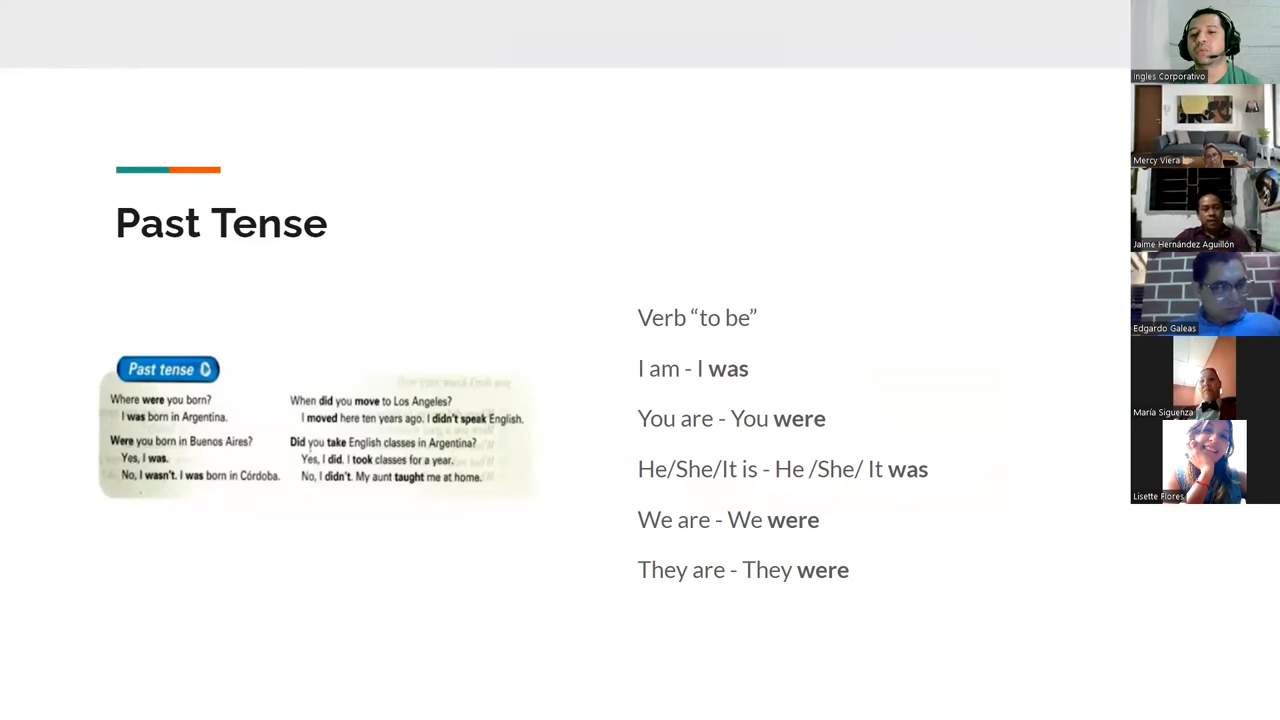 Past Tense
Past tense
Where were you born?
I was born in Argentina.
Were you born in Buenos Aires?
Yes, I was.
No, I wasn't. I was born in Córdoba.
When did you move to Los Angeles?
I moved here ten years ago. I didn't speak English.
Did you take English classes in Argentina?
Yes, I did. I took classes for a year.
No, I didn't. My aunt taught me at home.
Verb “to be”
I am - I was
You are - You were
He/She/It is - He /She/ It was
We are - We were
They are - They were
Ingles Corporativo
Mercy Viera
Jaime Hernández Aguillón
Edgardo Galeas
María Siguenza
Lisette Flores